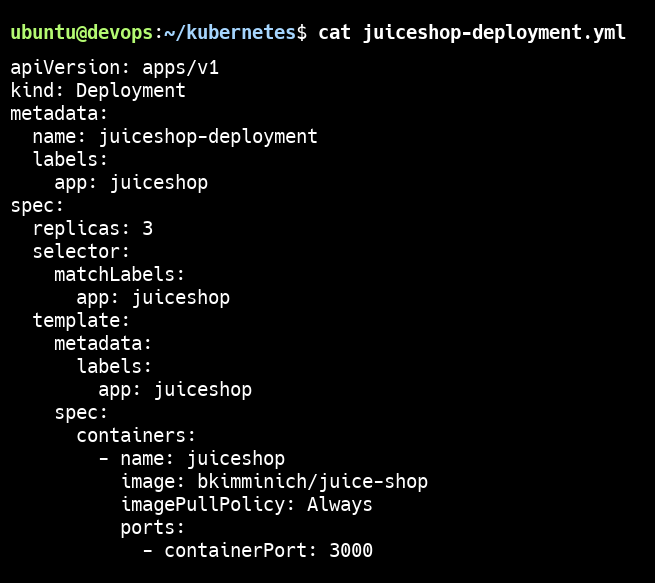 ubuntu@devops:~/kubernetes$ cat juiceshop-deployment.yml
apiVersion: apps/v1
kind: Deployment
metadata:
  name: juiceshop-deployment
  labels:
    app: juiceshop
spec:
  replicas: 3
  selector:
    matchLabels:
      app: juiceshop
  template:
    metadata:
      labels:
        app: juiceshop
    spec:
      containers:
        - name: juiceshop
          image: bkimminich/juice-shop
          imagePullPolicy: Always
          ports:
            - containerPort: 3000